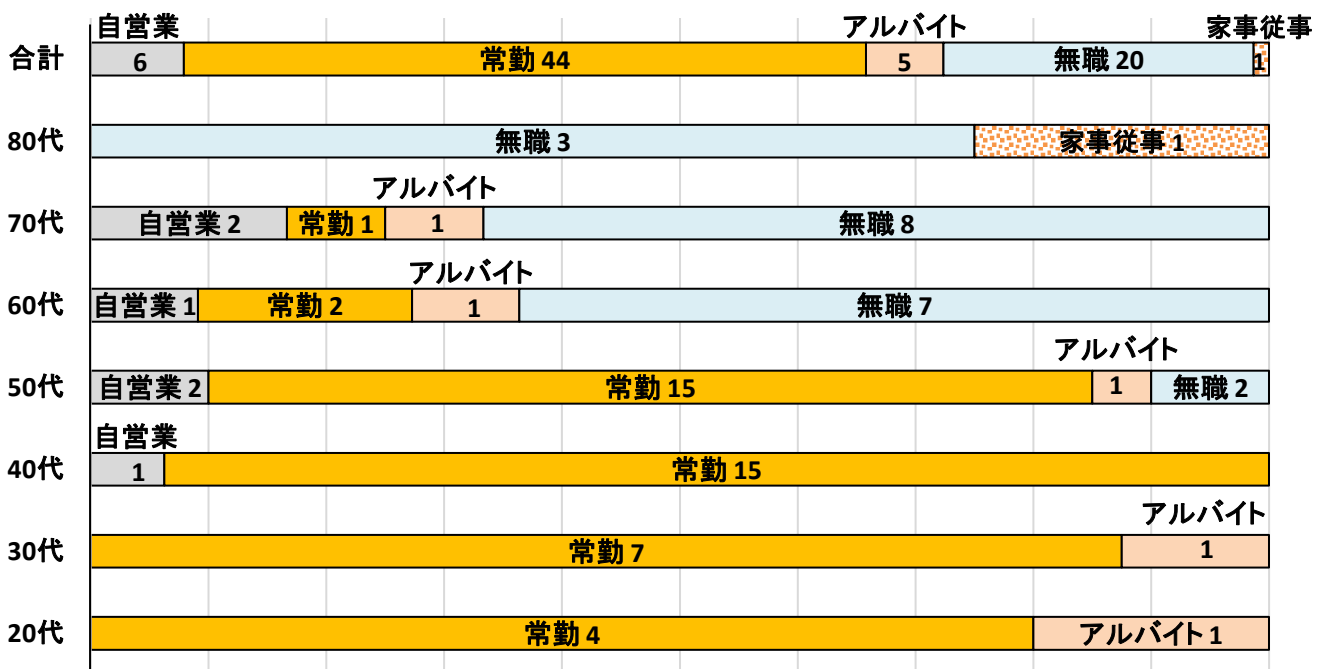 自営業 アルバイト 家事従事
合計 6 常勤 44 5 無職 20 1
80代 無職 3 家事従事 1
アルバイト
70代 自営業 2 常勤 1 1 無職 8
アルバイト
60代 自営業 1 常勤 2 1 無職 7
アルバイト
50代 自営業 2 常勤 15 1 無職 2
自営業
40代 1 常勤 15
アルバイト
30代 常勤 7 1
20代 常勤 4 アルバイト 1